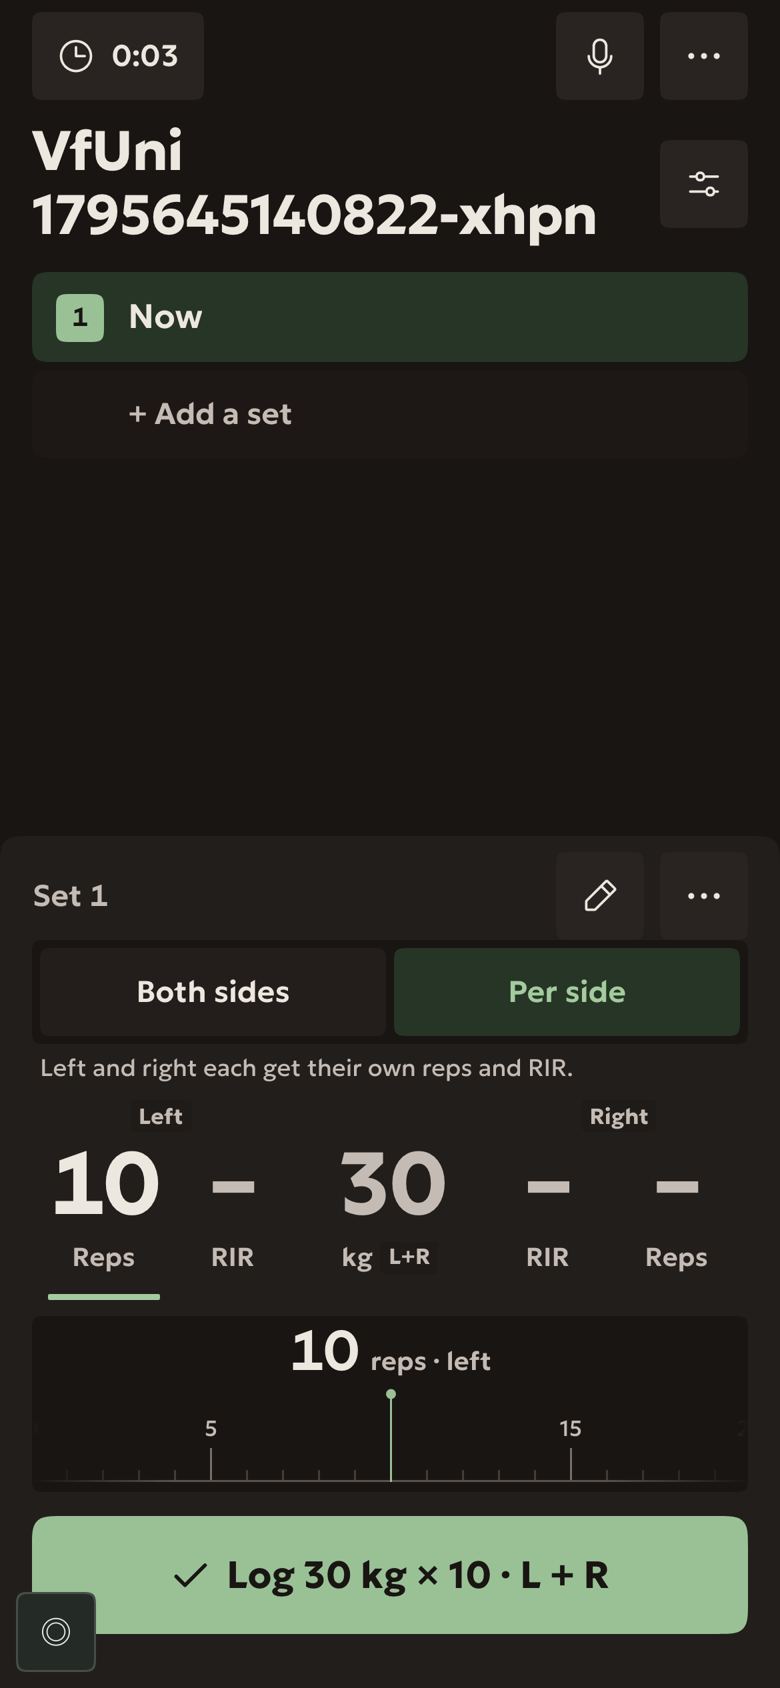 0:03
VfUni
1795645140822-xhpn
1 Now
+ Add a set
Set 1
Both sides Per side
Left and right each get their own reps and RIR.
Left Right
10 – 30 – –
Reps RIR kg L+R RIR Reps
10 reps · left
5 15
Log 30 kg × 10 · L + R